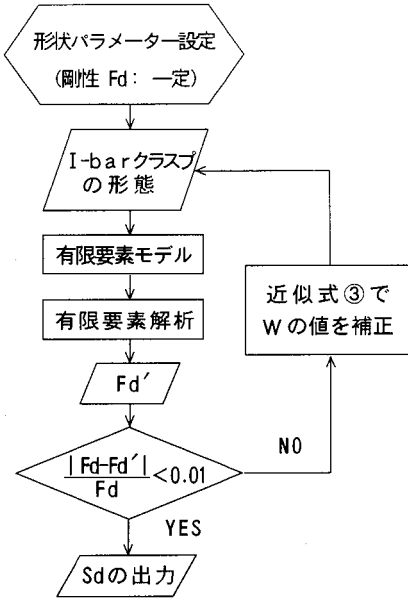 形状パラメーター設定
(剛性 Fd: 一定)
I-barクラスプ
の形態
有限要素モデル
有限要素解析
Fd′
|Fd-Fd′|
Fd
<0.01
NO
近似式③で
Wの値を補正
YES
Sdの出力